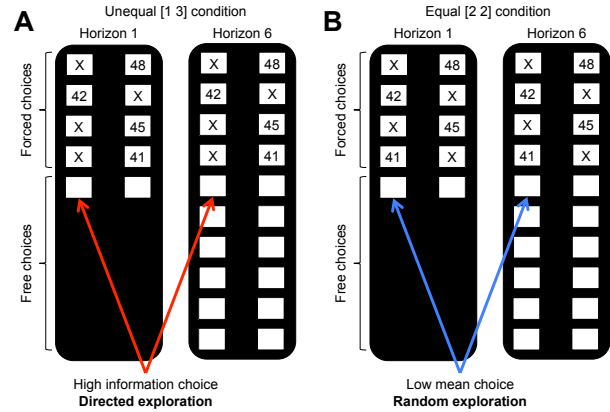 A
Unequal [1 3] condition
Horizon 1
Horizon 6
Forced choices
X 48
42 X
X 45
X 41
X 48
42 X
X 45
X 41
Free choices
High information choice
Directed exploration
B
Equal [2 2] condition
Horizon 1
Horizon 6
Forced choices
X 48
42 X
X 45
41 X
X 48
42 X
X 45
41 X
Free choices
Low mean choice
Random exploration